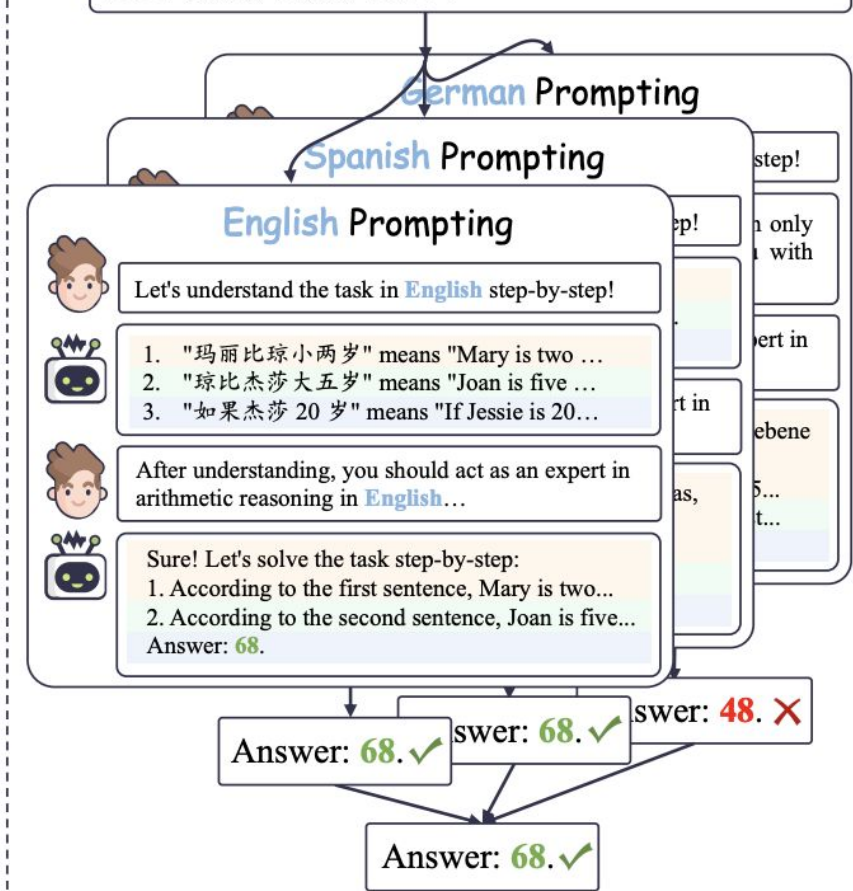 German Prompting
step!
Spanish Prompting
only
ep!
with
English Prompting
Let's understand the task in English step-by-step!
1. "玛丽比琼小两岁" means "Mary is two …
2. "琼比杰莎大五岁" means "Joan is five …
3. "如果杰莎 20 岁" means "If Jessie is 20…
ert in
rt in
After understanding, you should act as an expert in
arithmetic reasoning in English…
ebene
as,
5...
t...
Sure! Let's solve the task step-by-step:
1. According to the first sentence, Mary is two...
2. According to the second sentence, Joan is five...
Answer: 68.
Answer: 68.
swer: 68.
swer: 48.
Answer: 68.